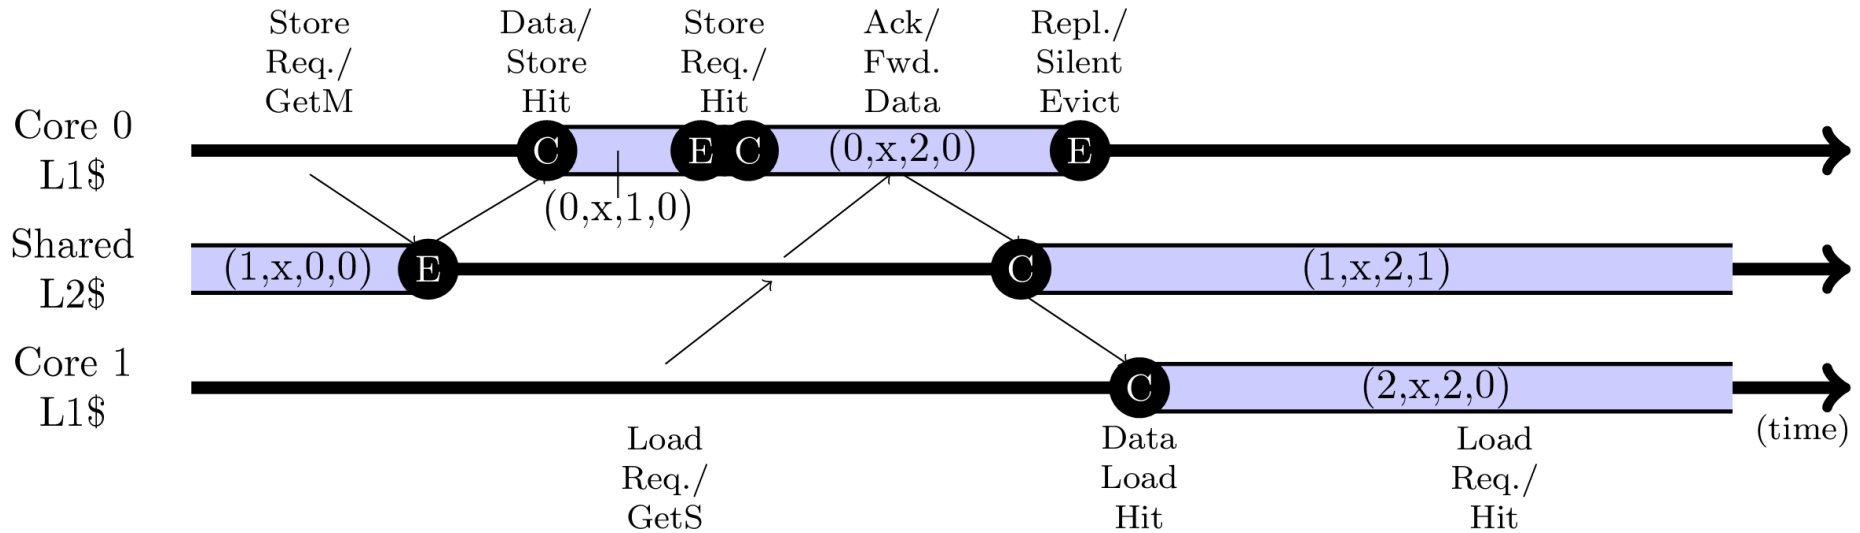 Store
Req./
GetM
Data/
Store
Hit
Store
Req./
Hit
Ack/
Fwd.
Data
Repl./
Silent
Evict
Core 0
L1$
C
E
C
(0,x,2,0)
E
(0,x,1,0)
Shared
L2$
(1,x,0,0)
E
C
(1,x,2,1)
Core 1
L1$
C
(2,x,2,0)
(time)
Load
Req./
GetS
Data
Load
Hit
Load
Req./
Hit